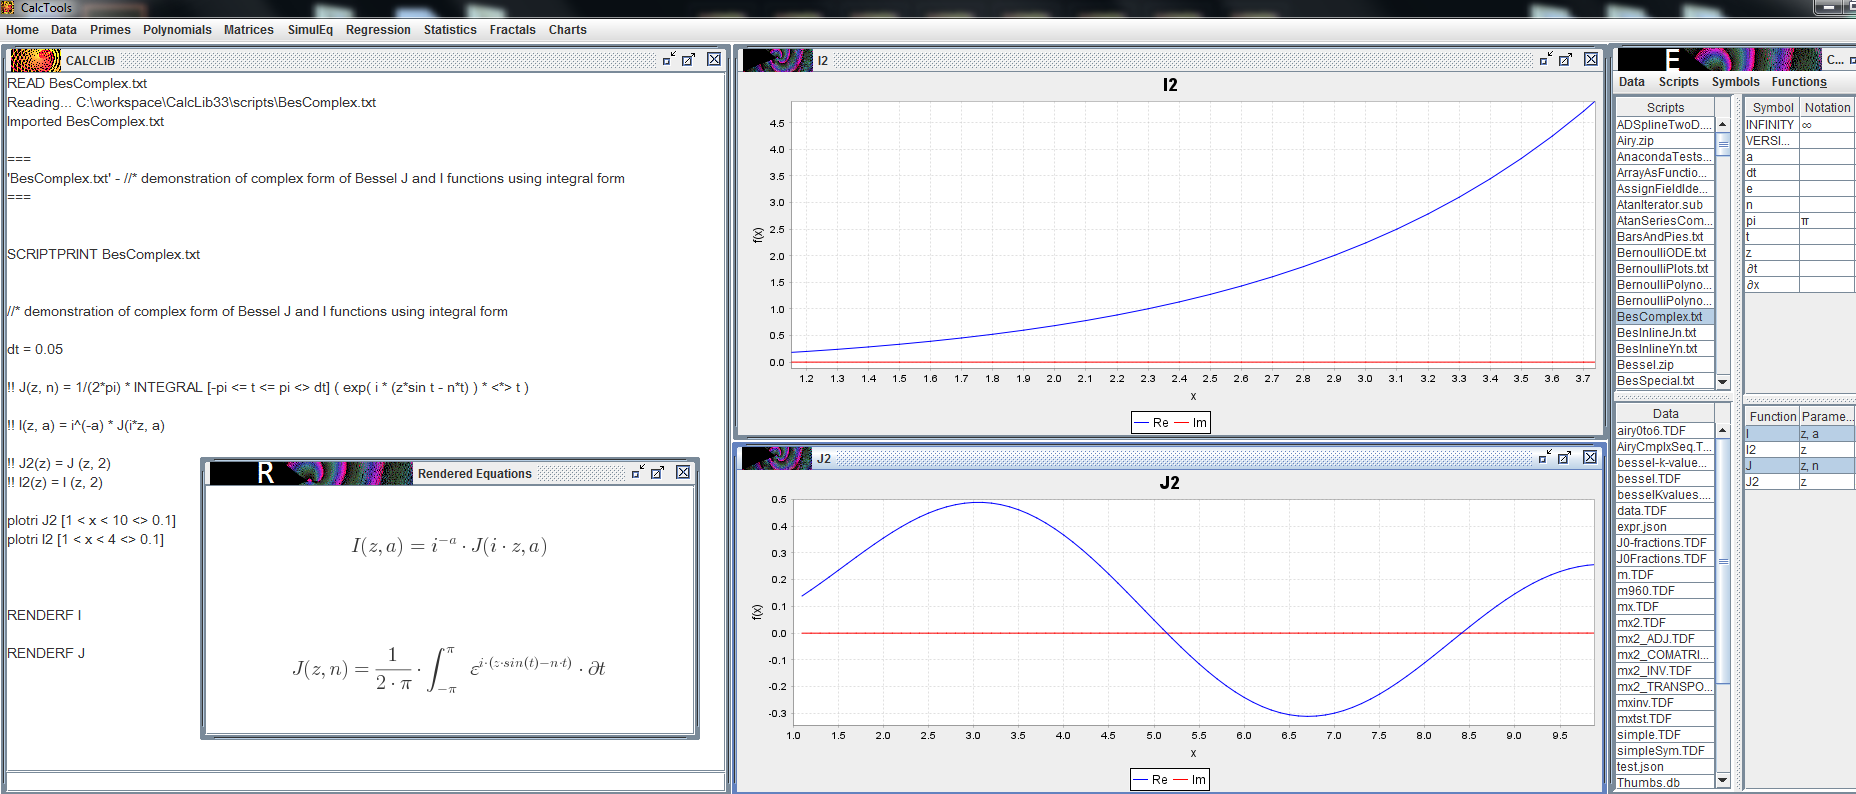 CalcTools
Home Data Primes Polynomials Matrices SimulEq Regression Statistics Fractals Charts
CALCLIB
READ BesComplex.txt
Reading... C:\workspace\CalcLib33\scripts\BesComplex.txt
Imported BesComplex.txt
===
'BesComplex.txt' - //* demonstration of complex form of Bessel J and I functions using integral form
===
SCRIPTPRINT BesComplex.txt
//* demonstration of complex form of Bessel J and I functions using integral form
dt = 0.05
!! J(z, n) = 1/(2*pi) * INTEGRAL [-pi <= t <= pi <> dt] ( exp( i * (z*sin t - n*t) ) * <*> t )
!! I(z, a) = i^(-a) * J(i*z, a)
!! J2(z) = J (z, 2)
!! I2(z) = I (z, 2)
plotri J2 [1 < x < 10 <> 0.1]
plotri I2 [1 < x < 4 <> 0.1]
RENDERF I
RENDERF J
R Rendered Equations
I(z, a) = i^{-a} · J(i · z, a)
J(z, n) = \frac{1}{2 · π} · ∫_{-π}^{π} ε^{i·(z·sin(t)−n·t)} · ∂t
I2
I2
4.5
4.0
3.5
3.0
2.5
2.0
1.5
1.0
0.5
0.0
f(x)
1.2 1.3 1.4 1.5 1.6 1.7 1.8 1.9 2.0 2.1 2.2 2.3 2.4 2.5 2.6 2.7 2.8 2.9 3.0 3.1 3.2 3.3 3.4 3.5 3.6 3.7
x
Re Im
J2
J2
0.5
0.4
0.3
0.2
0.1
0.0
-0.1
-0.2
-0.3
f(x)
1.0 1.5 2.0 2.5 3.0 3.5 4.0 4.5 5.0 5.5 6.0 6.5 7.0 7.5 8.0 8.5 9.0 9.5
x
Re Im
E C...
Data Scripts Symbols Functions
Scripts
ADSplineTwoD....
Airy.zip
AnacondaTests...
ArrayAsFunctio...
AssignFieldIde...
AtanIterator.sub
AtanSeriesCom...
BarsAndPies.txt
BernoulliODE.txt
BernoulliPlots.txt
BernoulliPolyno...
BernoulliPolyno...
BesComplex.txt
BesInlineJn.txt
BesInlineYn.txt
Bessel.zip
BesSpecial.txt
Symbol Notation
INFINITY ∞
VERSI...
a
dt
e
n
pi π
t
z
∂t
∂x
Data
airy0to6.TDF
AiryCmplxSeq.T...
bessel-k-value...
bessel.TDF
besselKvalues....
data.TDF
expr.json
J0-fractions.TDF
J0Fractions.TDF
m.TDF
m960.TDF
mx.TDF
mx2.TDF
mx2_ADJ.TDF
mx2_COMATRI...
mx2_INV.TDF
mx2_TRANSPO...
mxinv.TDF
mxtst.TDF
simple.TDF
simpleSym.TDF
test.json
Thumbs.db
Function Parame...
I z, a
I2 z
J z, n
J2 z